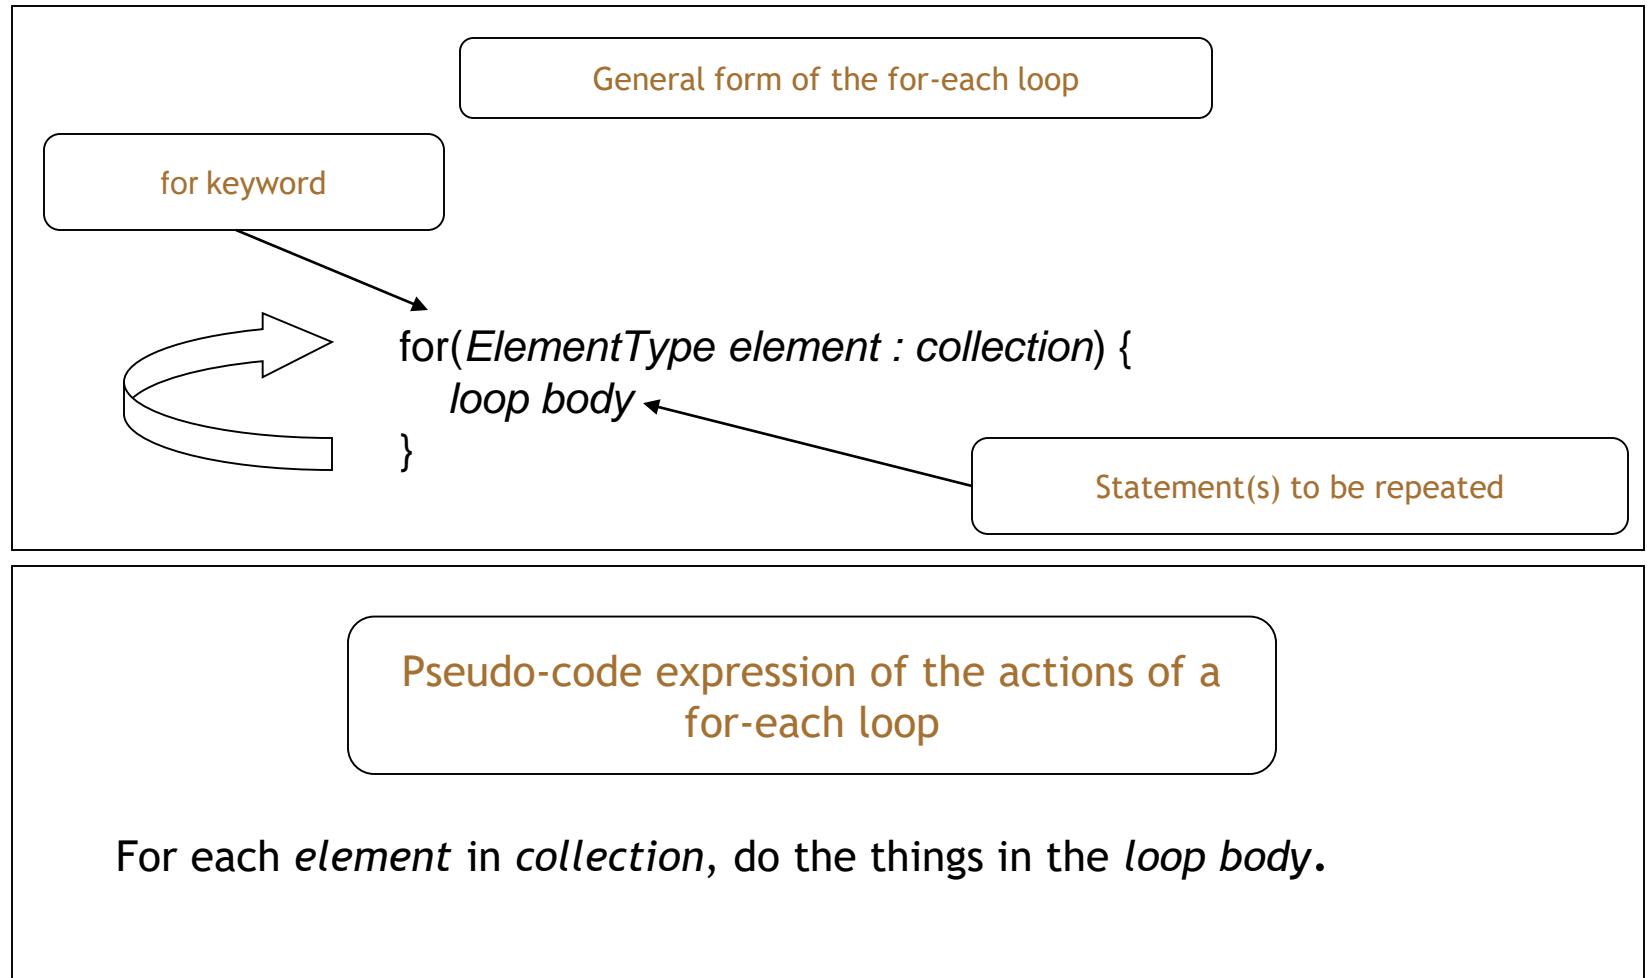 General form of the for-each loop
for keyword
for(ElementType element : collection) {
loop body
}
Statement(s) to be repeated
Pseudo-code expression of the actions of a
for-each loop
For each element in collection, do the things in the loop body.